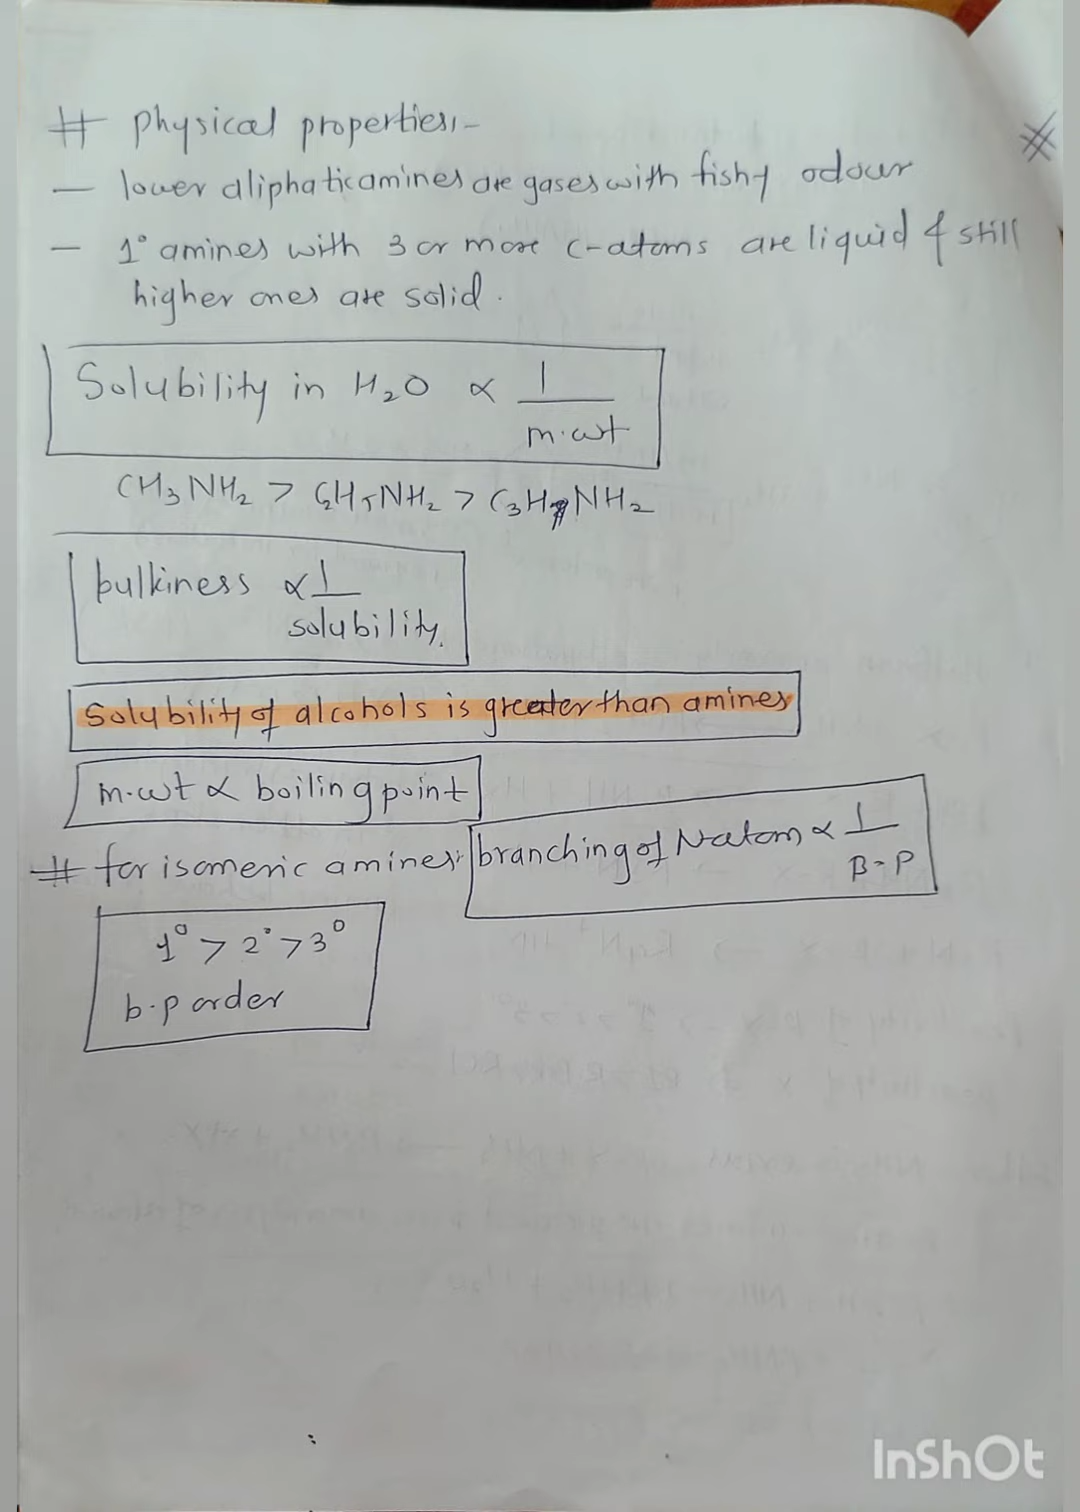 # physical properties:-
— lower aliphatic amines are gases with fishy odour
— 1° amines with 3 or more c-atoms are liquid & still
higher ones are solid.
Solubility in H₂O ∝ 1/m.wt
CH₃NH₂ > C₂H₅NH₂ > C₃H₇NH₂
bulkiness ∝ 1/solubility.
Solubility of alcohols is greater than amines
m.wt ∝ boiling point
# for isomeric amines: branching of N atom ∝ 1/B-P
1° > 2° > 3°
b.p order
InShOt